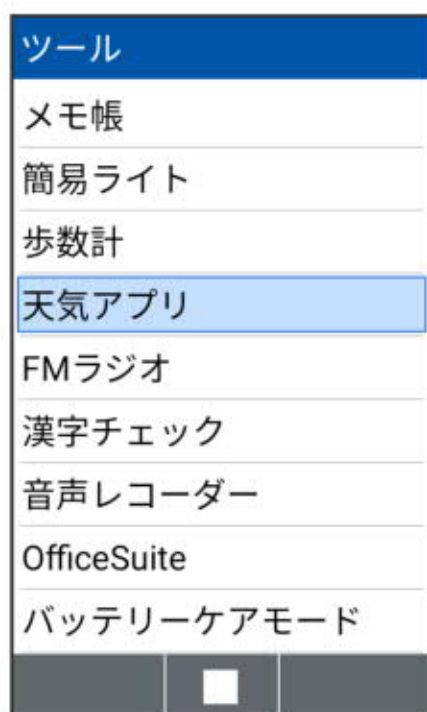 ツール
メモ帳
簡易ライト
歩数計
天気アプリ
FMラジオ
漢字チェック
音声レコーダー
OfficeSuite
バッテリーケアモード